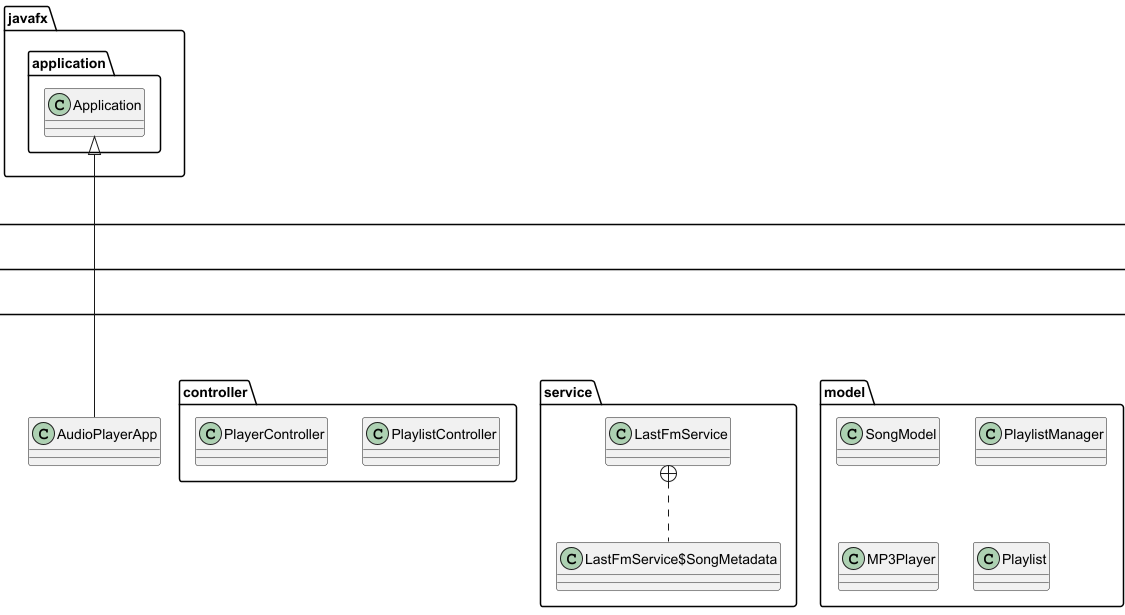 javafx
application
C Application
controller
service
model
C AudioPlayerApp
C PlayerController
C PlaylistController
C LastFmService
C SongModel
C PlaylistManager
C LastFmService$SongMetadata
C MP3Player
C Playlist